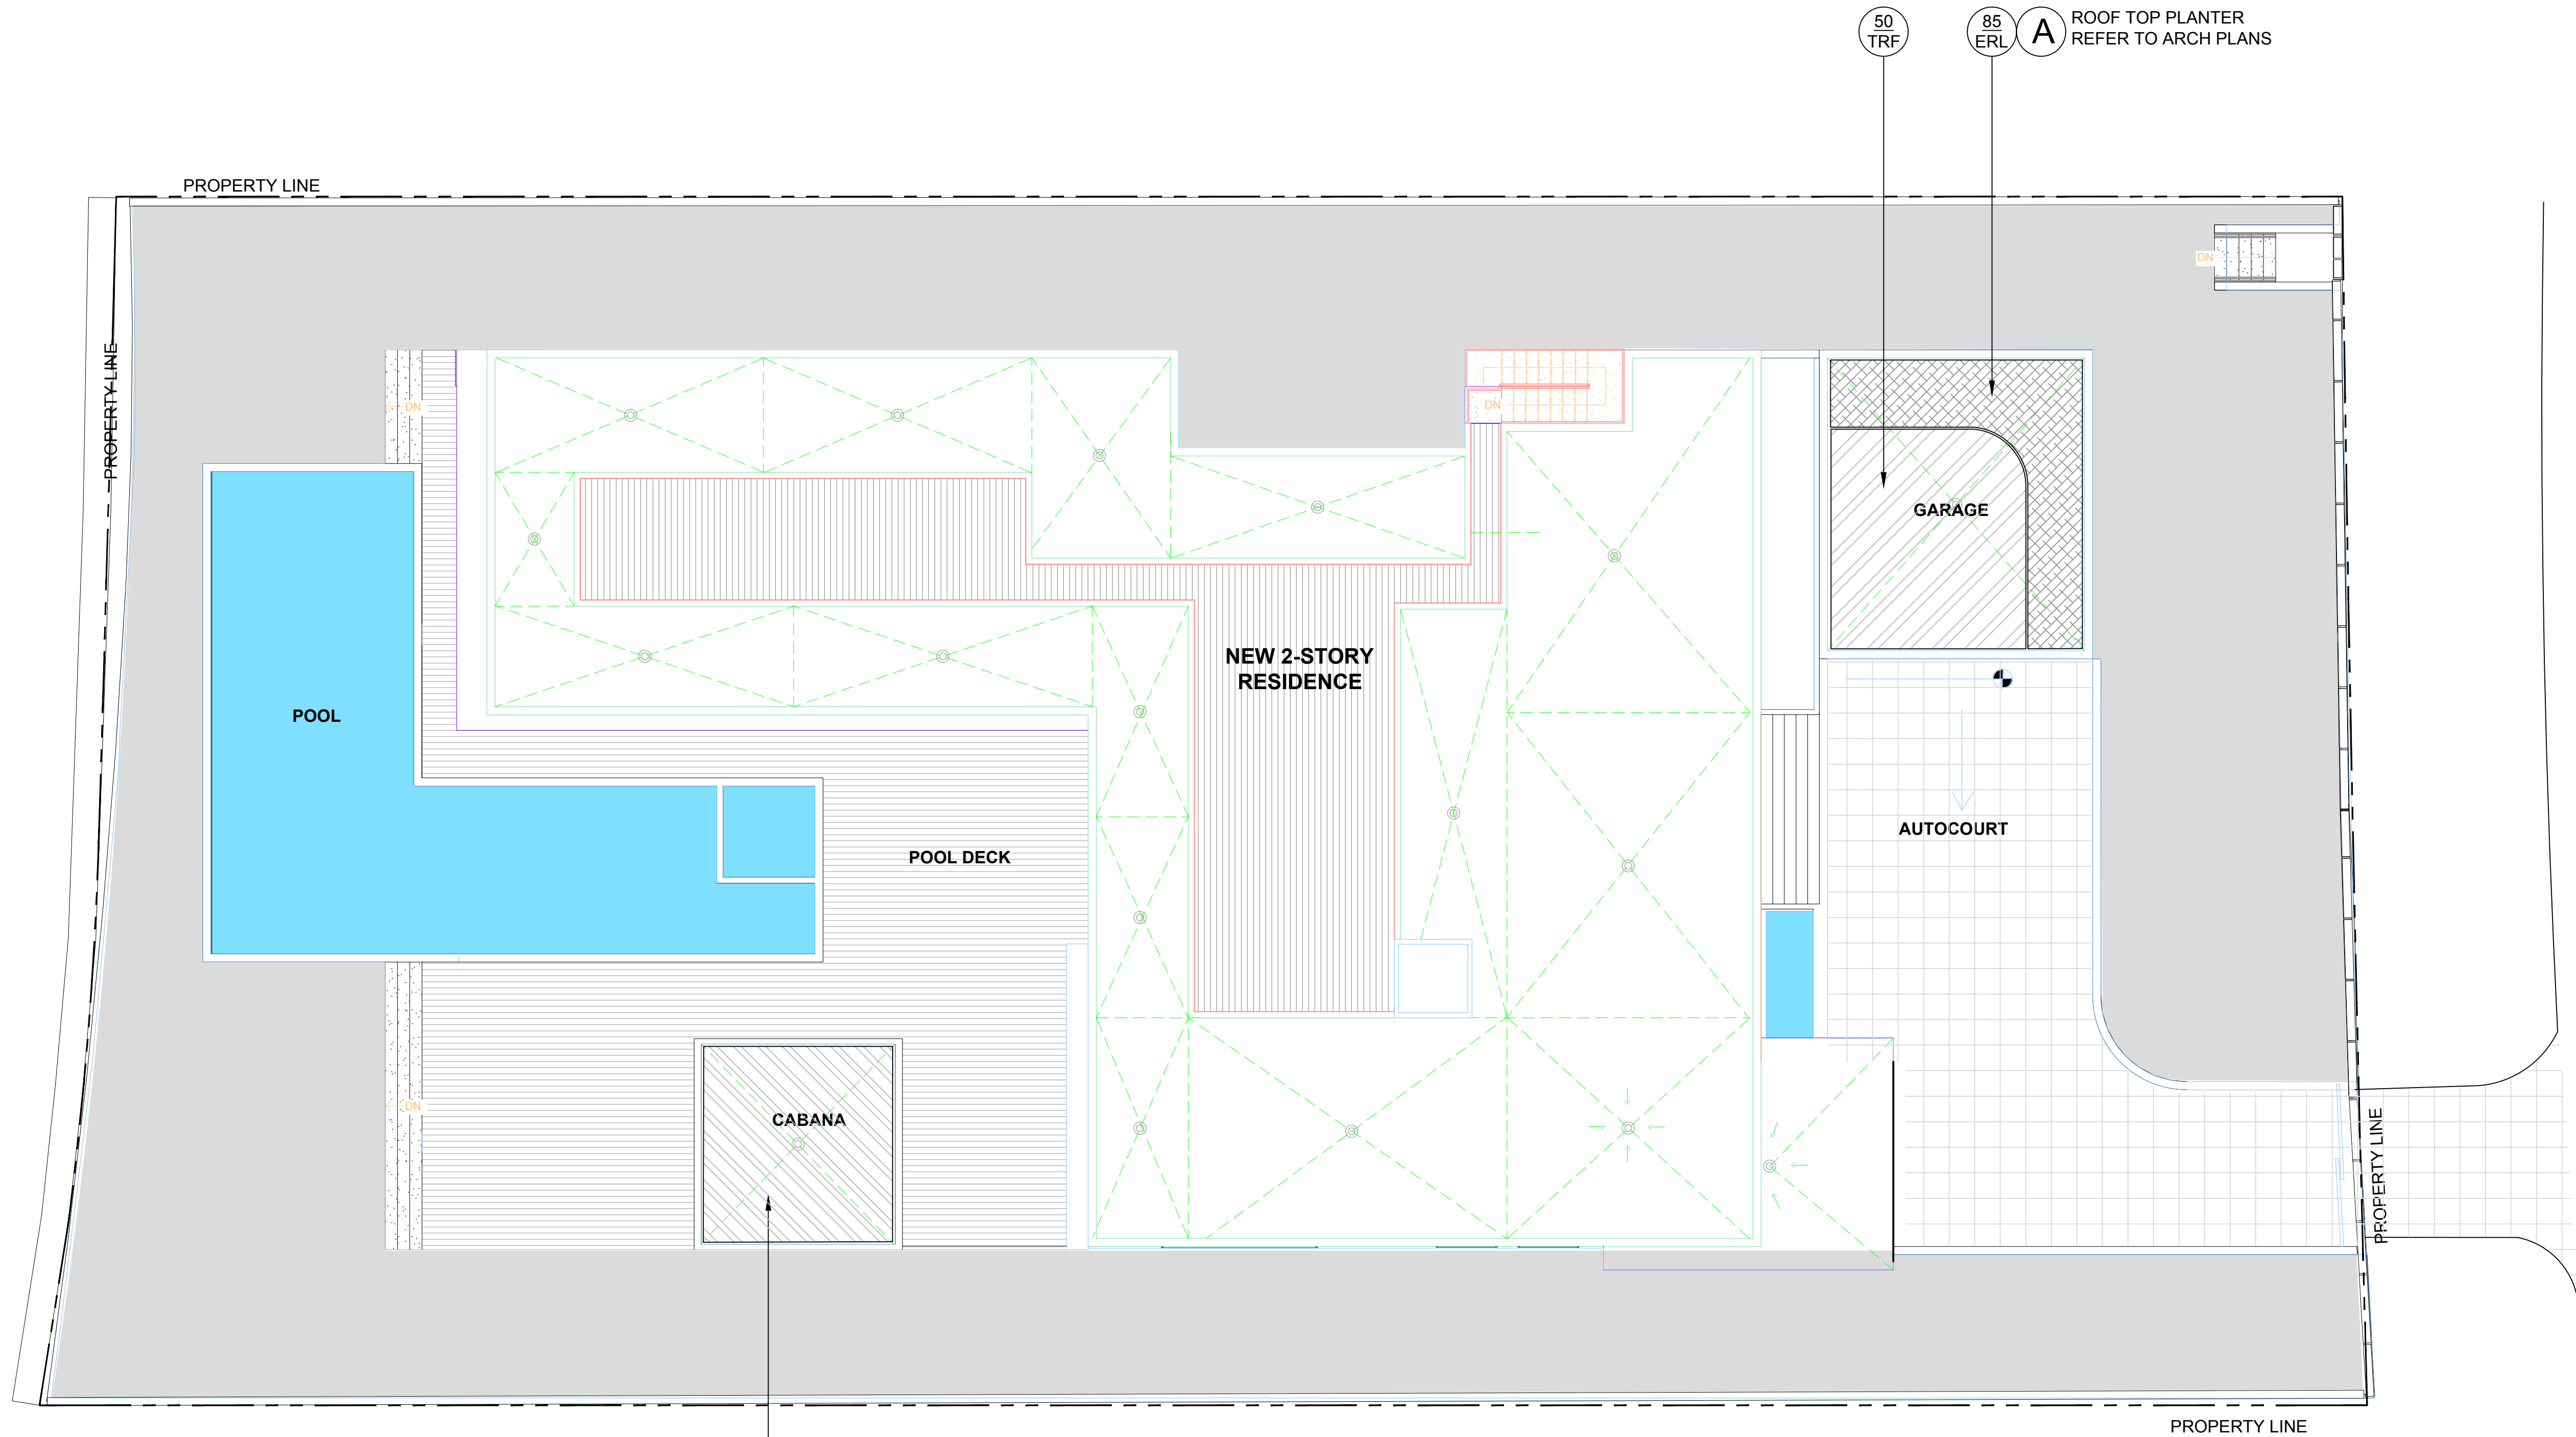 50
TRF
85
ERL
A
ROOF TOP PLANTER
REFER TO ARCH PLANS
PROPERTY LINE
DN
PROPERTY LINE
DN
DN
GARAGE
NEW 2-STORY
RESIDENCE
POOL
AUTOCOURT
POOL DECK
DN
CABANA
PROPERTY LINE
PROPERTY LINE